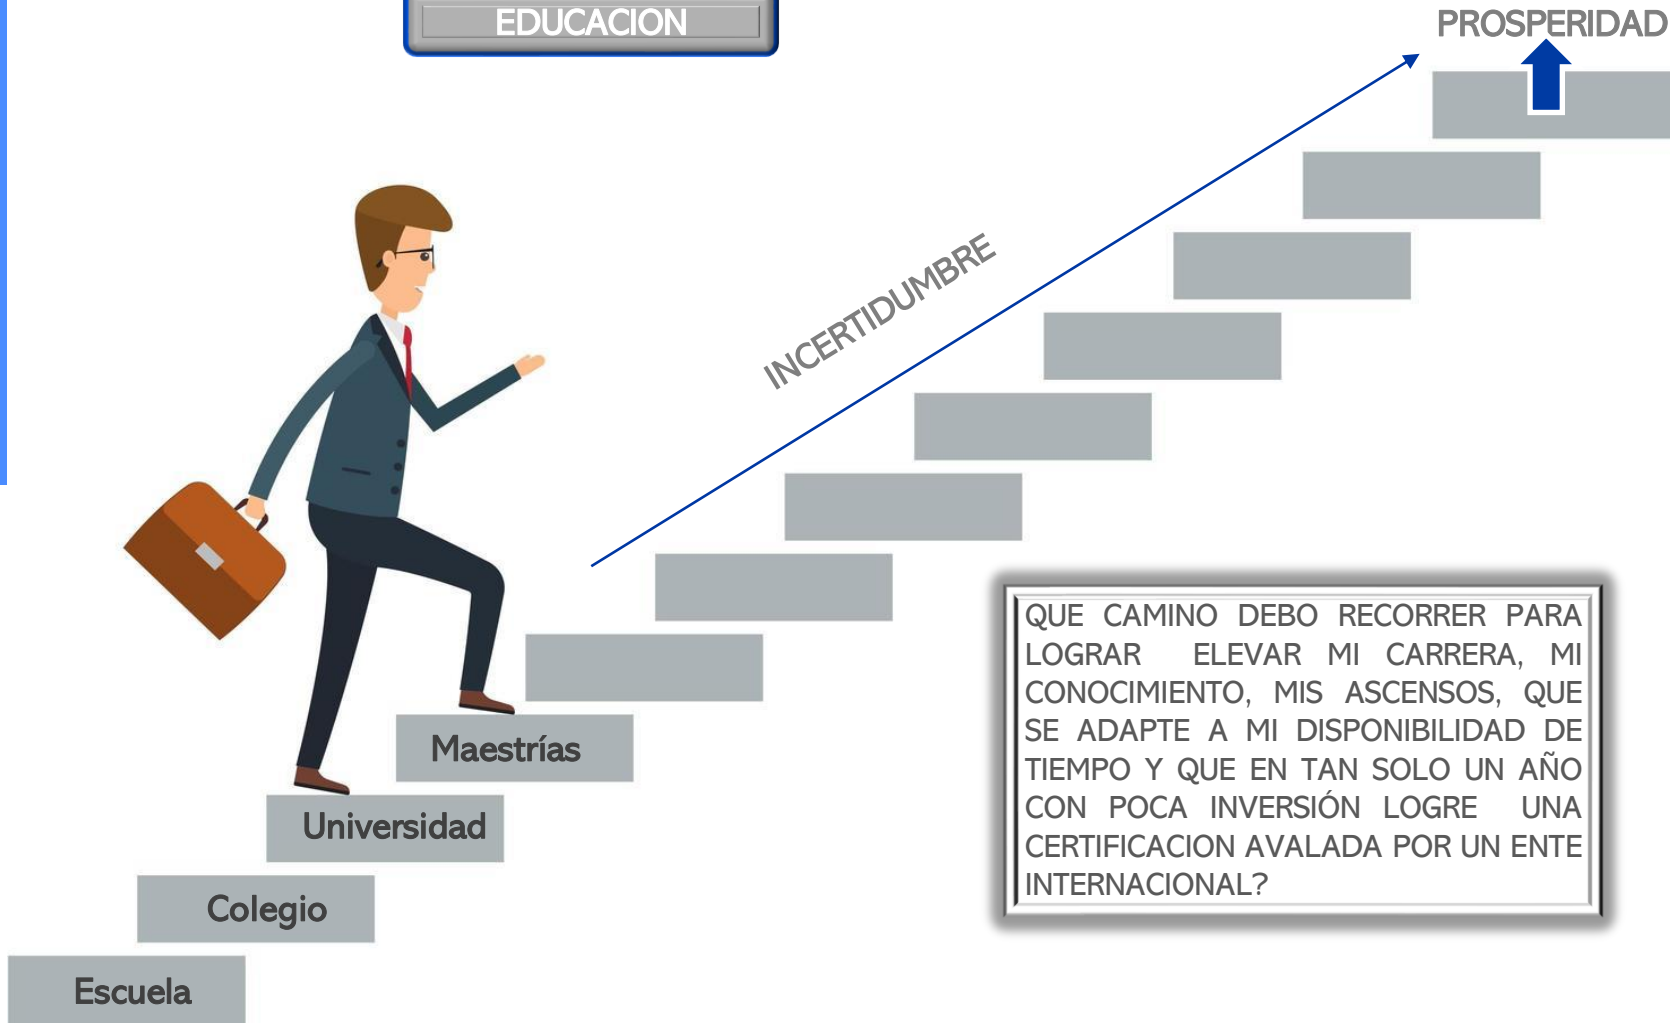 EDUCACION
PROSPERIDAD
INCERTIDUMBRE
QUE CAMINO DEBO RECORRER PARA
LOGRAR ELEVAR MI CARRERA, MI
CONOCIMIENTO, MIS ASCENSOS, QUE
SE ADAPTE A MI DISPONIBILIDAD DE
TIEMPO Y QUE EN TAN SOLO UN AÑO
CON POCA INVERSIÓN LOGRE UNA
CERTIFICACION AVALADA POR UN ENTE
INTERNACIONAL?
Maestrías
Universidad
Colegio
Escuela